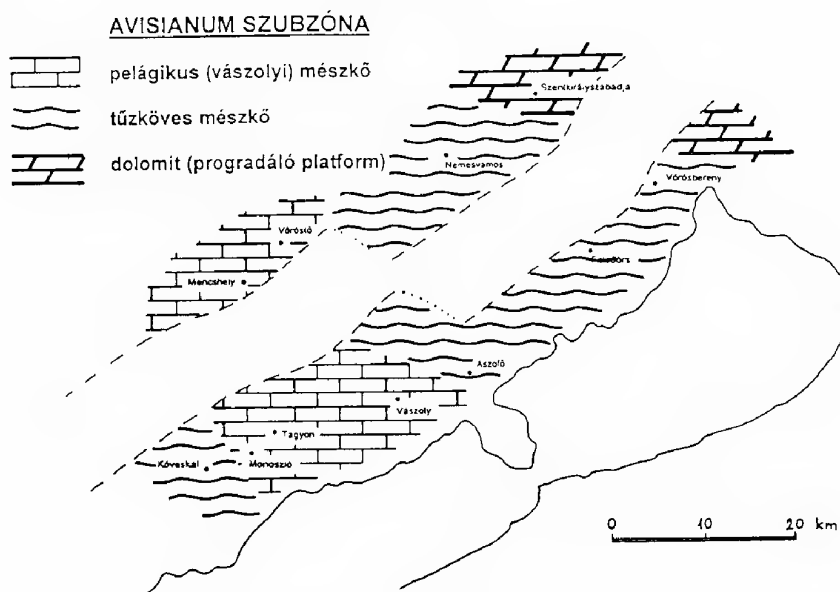 AVISIANUM SZUBZÓNA
pelágikus (vászolyi) mészkő
tűzköves mészkő
dolomit (progradáló platform)
Szentkirályszabadja
Nemesvámos
Vörösberény
Vöröstó
Mencshely
Aszófő
Vászoly
Tagyon
Köveskál
Monoszló
0 10 20 km